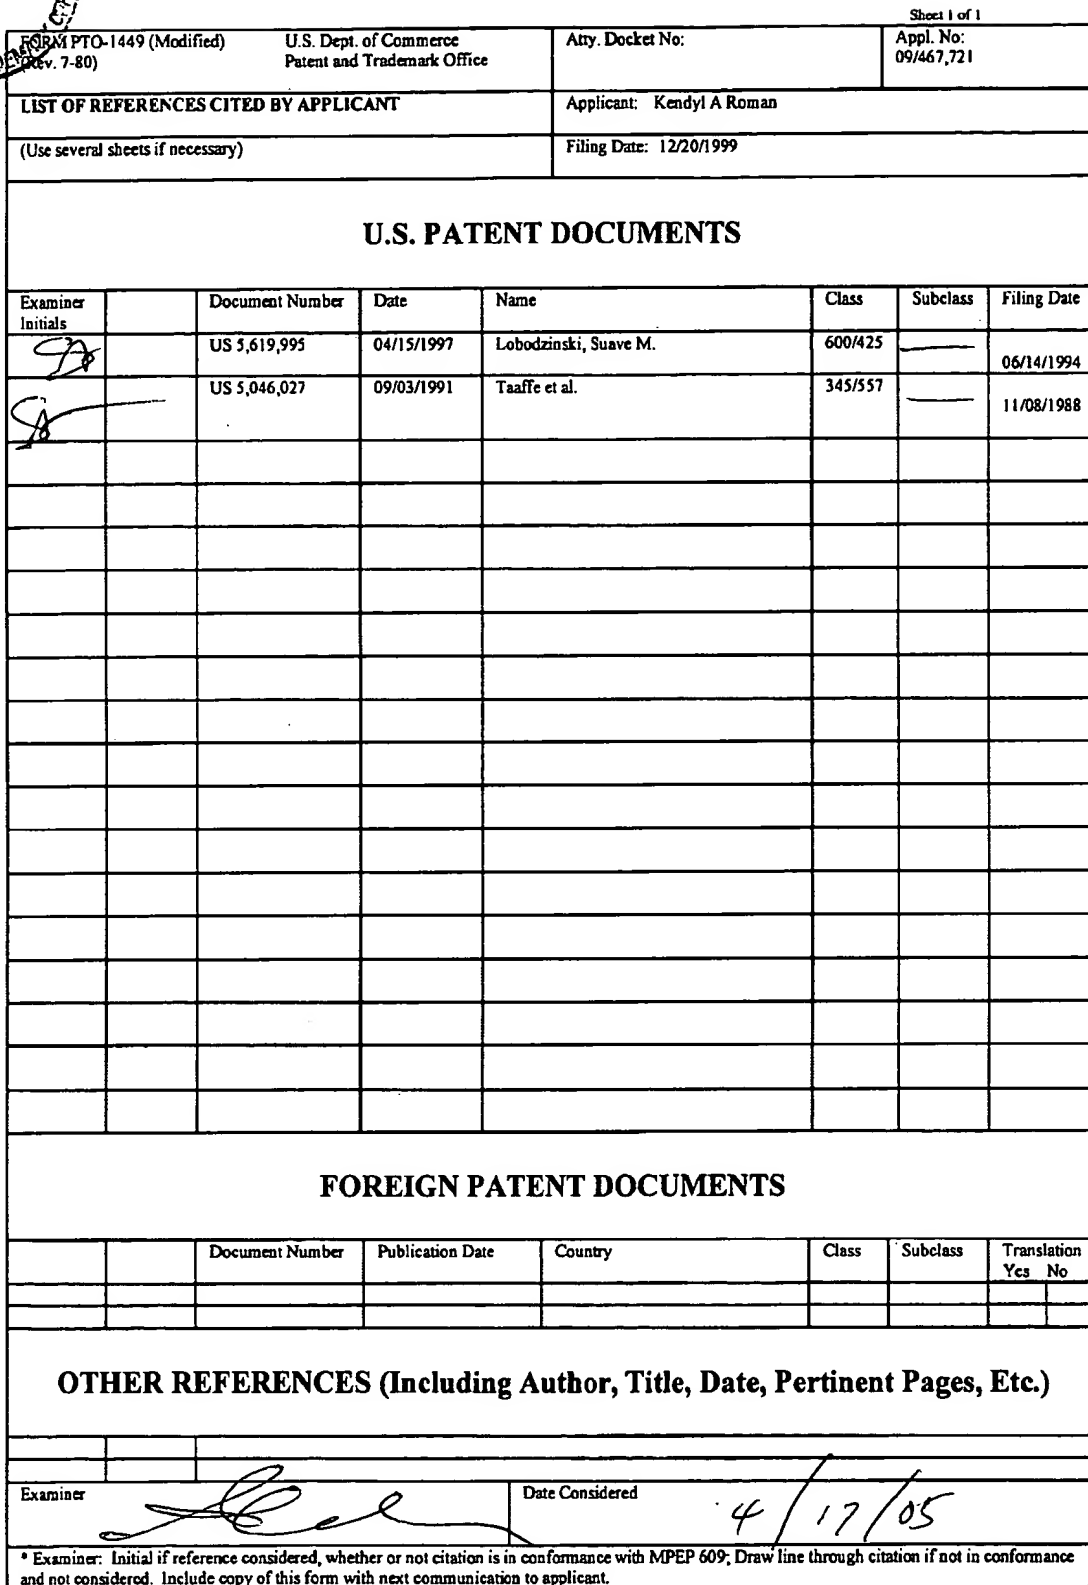 Sheet 1 of 1
FORM PTO-1449 (Modified) U.S. Dept. of Commerce Atty. Docket No: Appl. No:
(Rev. 7-80) Patent and Trademark Office 09/467,721
LIST OF REFERENCES CITED BY APPLICANT Applicant: Kendyl A Roman
(Use several sheets if necessary) Filing Date: 12/20/1999
U.S. PATENT DOCUMENTS
Examiner Document Number Date Name Class Subclass Filing Date
Initials
US 5,619,995 04/15/1997 Lobodzinski, Suave M. 600/425 06/14/1994
US 5,046,027 09/03/1991 Taaffe et al. 345/557 11/08/1988
FOREIGN PATENT DOCUMENTS
Document Number Publication Date Country Class Subclass Translation
Yes No
OTHER REFERENCES (Including Author, Title, Date, Pertinent Pages, Etc.)
Examiner Date Considered 4/17/05
* Examiner: Initial if reference considered, whether or not citation is in conformance with MPEP 609; Draw line through citation if not in conformance
and not considered. Include copy of this form with next communication to applicant.